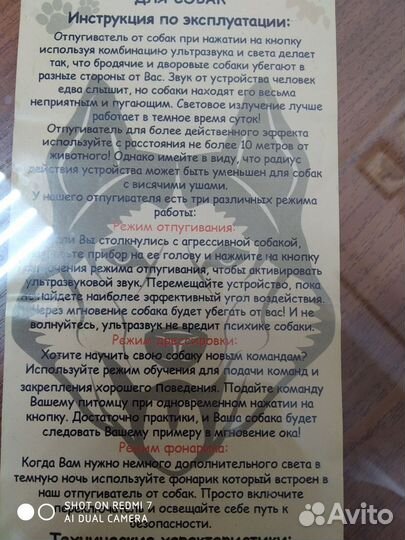 ДЛЯ СОБАК
Инструкция по эксплуатации:
Отпугиватель от собак при нажатии на кнопку
используя комбинацию ультразвука и света делает
так, что бродячие и дворовые собаки убегают в
разные стороны от Вас. Звук от устройства человек
едва слышит, но собаки находят его весьма
неприятным и пугающим. Световое излучение лучше
работает в темное время суток!
Отпугиватель для более действенного эффекта
используйте с расстояния не более 10 метров от
животного! Однако имейте в виду, что радиус
действия устройства может быть уменьшен для собак
с висячими ушами.
У нашего отпугивателя есть три различных режима
работы:
Режим отпугивания:
Если Вы столкнулись с агрессивной собакой,
прибор на ее голову и нажмите на кнопку
включения режима отпугивания, чтобы активировать
ультразвуковой звук. Перемещайте устройство, пока
не найдете наиболее эффективный угол воздействия.
Через мгновение собака будет убегать от вас! И не
волнуйтесь, ультразвук не вредит психике собаки.
Режим дрессировки:
Хотите научить свою собаку новым командам?
Используйте режим обучения для подачи команд и
закрепления хорошего Поведения. Подайте команду
Вашему питомцу при одновременном нажатии на
кнопку. Достаточно практики, и Ваша собака будет
следовать Вашему примеру в мгновение ока!
Режим фонарика:
Когда Вам нужно немного дополнительного света в
темную ночь используйте фонарик который встроен в
наш отпугиватель от собак. Просто включите
переключатель и освещайте себе путь к
безопасности.
Технические характеристики:
SHOT ON REDMI 7
AI DUAL CAMERA
Avito